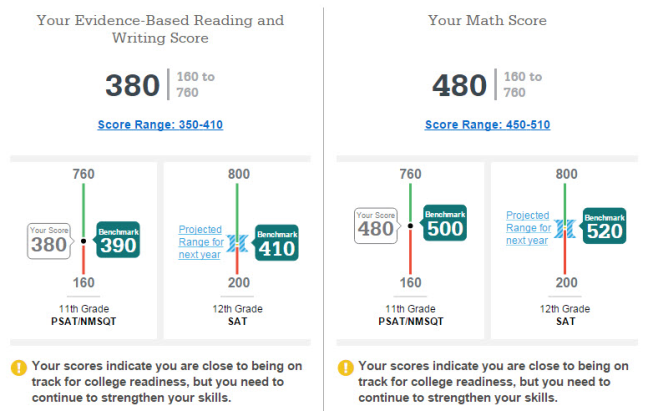 Your Evidence-Based Reading and
Writing Score
380
160 to
760
Score Range: 350-410
760
Your Score
380
Benchmark
390
160
11th Grade
PSAT/NMSQT
800
Projected
Range for
next year
Benchmark
410
200
12th Grade
SAT
! Your scores indicate you are close to being on
track for college readiness, but you need to
continue to strengthen your skills.
Your Math Score
480
160 to
760
Score Range: 450-510
760
Your Score
480
Benchmark
500
160
11th Grade
PSAT/NMSQT
800
Projected
Range for
next year
Benchmark
520
200
12th Grade
SAT
! Your scores indicate you are close to being on
track for college readiness, but you need to
continue to strengthen your skills.